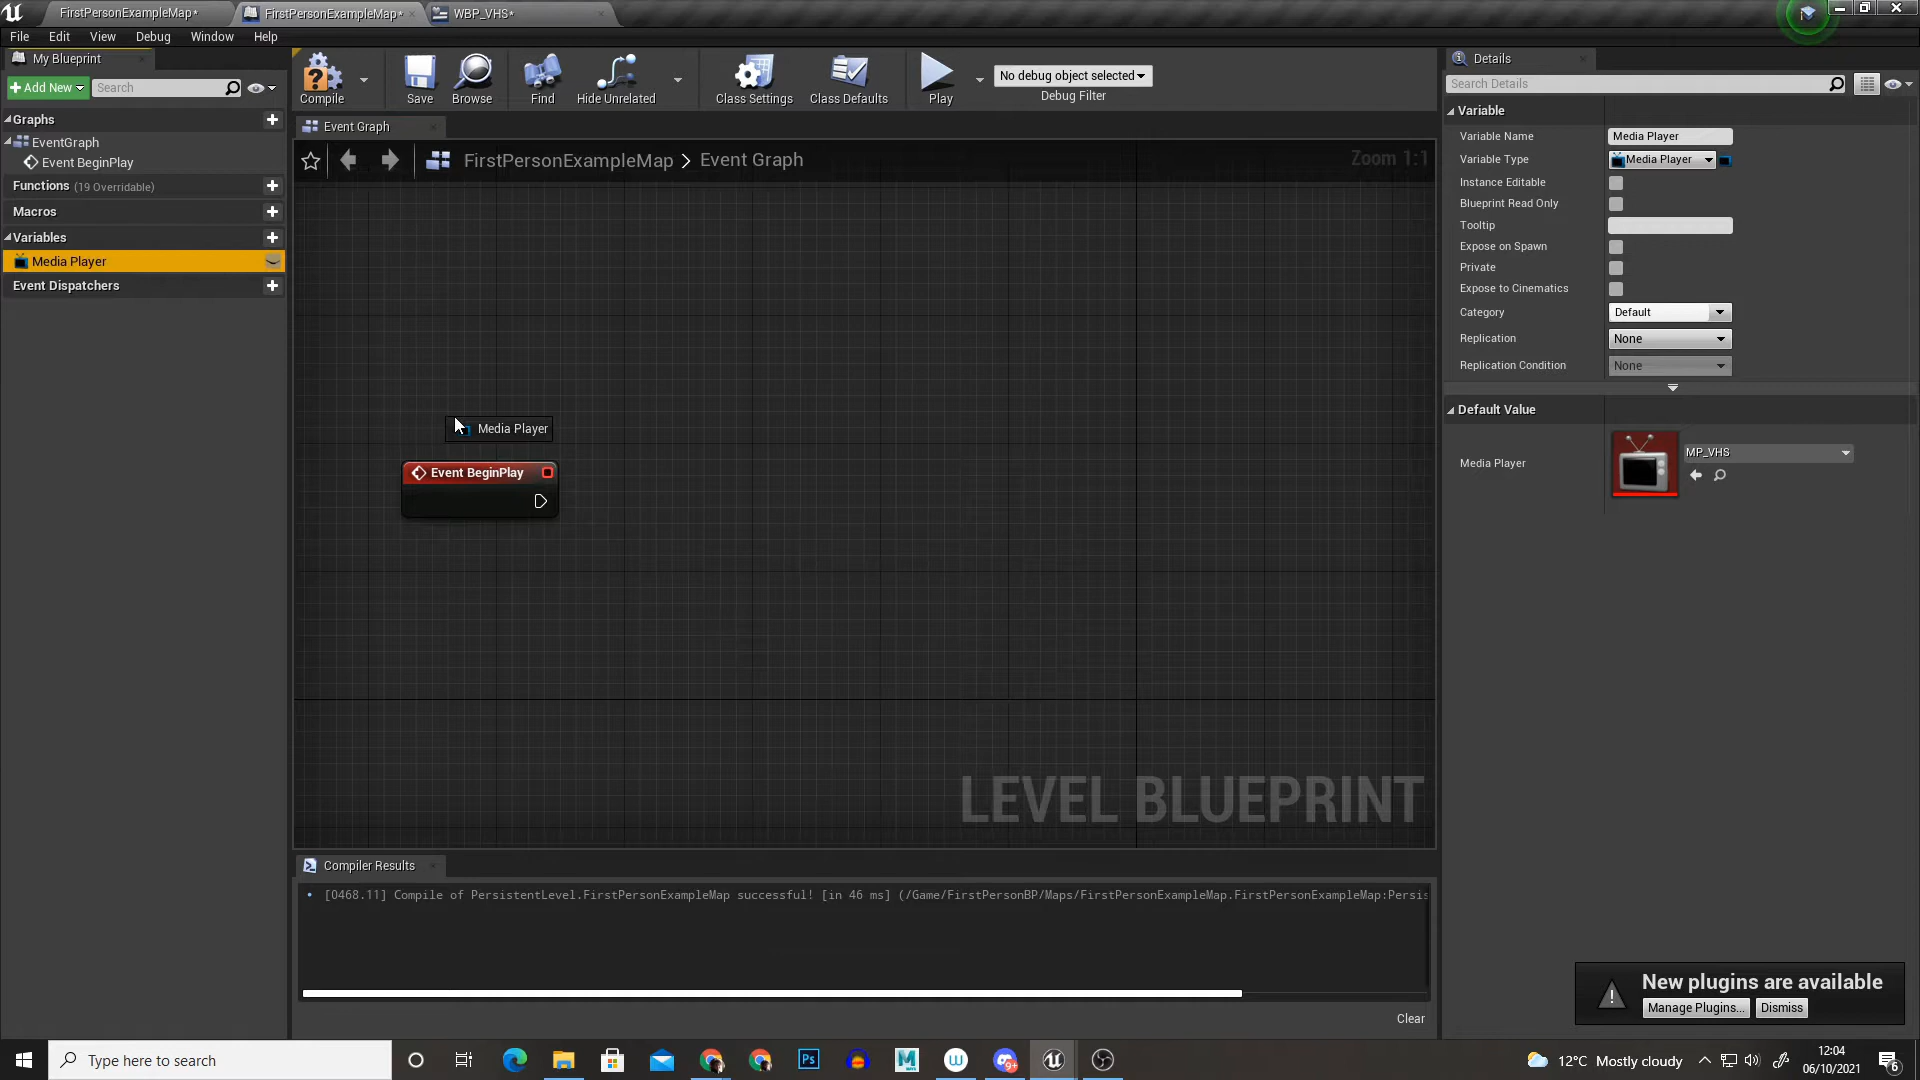 FirstPersonExampleMap*
FirstPersonExampleMap*
WBP_VHS*
File Edit View Debug Window Help
My Blueprint
Add New
Search
Compile
Save
Browse
Find
Hide Unrelated
Class Settings
Class Defaults
Play
No debug object selected
Debug Filter
Details
Search Details
Graphs
EventGraph
Event BeginPlay
Functions (19 Overridable)
Macros
Variables
Media Player
Event Dispatchers
Event Graph
FirstPersonExampleMap > Event Graph
Zoom 1:1
Media Player
Event BeginPlay
LEVEL BLUEPRINT
Variable
Variable Name Media Player
Variable Type Media Player
Instance Editable
Blueprint Read Only
Tooltip
Expose on Spawn
Private
Expose to Cinematics
Category Default
Replication None
Replication Condition None
Default Value
Media Player MP_VHS
Compiler Results
[0468.11] Compile of PersistentLevel.FirstPersonExampleMap successful! [in 46 ms] (/Game/FirstPersonBP/Maps/FirstPersonExampleMap.FirstPersonExampleMap:Persis
Clear
New plugins are available
Manage Plugins... Dismiss
Type here to search
Ps
9+
12°C Mostly cloudy
12:04
06/10/2021
6